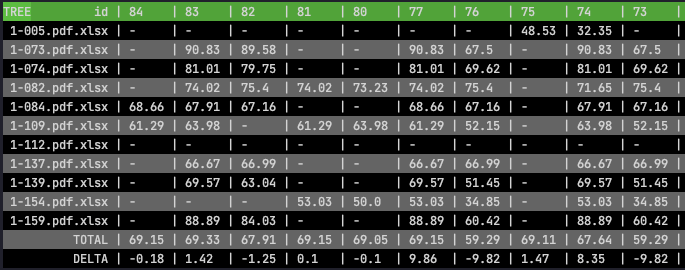 TREE id | 84 | 83 | 82 | 81 | 80 | 77 | 76 | 75 | 74 | 73 |
1-005.pdf.xlsx | - | - | - | - | - | - | - | 48.53 | 32.35 | - |
1-073.pdf.xlsx | - | 90.83 | 89.58 | - | - | 90.83 | 67.5 | - | 90.83 | 67.5 |
1-074.pdf.xlsx | - | 81.01 | 79.75 | - | - | 81.01 | 69.62 | - | 81.01 | 69.62 |
1-082.pdf.xlsx | - | 74.02 | 75.4 | 74.02 | 73.23 | 74.02 | 75.4 | - | 71.65 | 75.4 |
1-084.pdf.xlsx | 68.66 | 67.91 | 67.16 | - | - | 68.66 | 67.16 | - | 67.91 | 67.16 |
1-109.pdf.xlsx | 61.29 | 63.98 | - | 61.29 | 63.98 | 61.29 | 52.15 | - | 63.98 | 52.15 |
1-112.pdf.xlsx | - | - | - | - | - | - | - | - | - | - |
1-137.pdf.xlsx | - | 66.67 | 66.99 | - | - | 66.67 | 66.99 | - | 66.67 | 66.99 |
1-139.pdf.xlsx | - | 69.57 | 63.04 | - | - | 69.57 | 51.45 | - | 69.57 | 51.45 |
1-154.pdf.xlsx | - | - | - | 53.03 | 50.0 | 53.03 | 34.85 | - | 53.03 | 34.85 |
1-159.pdf.xlsx | - | 88.89 | 84.03 | - | - | 88.89 | 60.42 | - | 88.89 | 60.42 |
TOTAL | 69.15 | 69.33 | 67.91 | 69.15 | 69.05 | 69.15 | 59.29 | 69.11 | 67.64 | 59.29 |
DELTA | -0.18 | 1.42 | -1.25 | 0.1 | -0.1 | 9.86 | -9.82 | 1.47 | 8.35 | -9.82 |